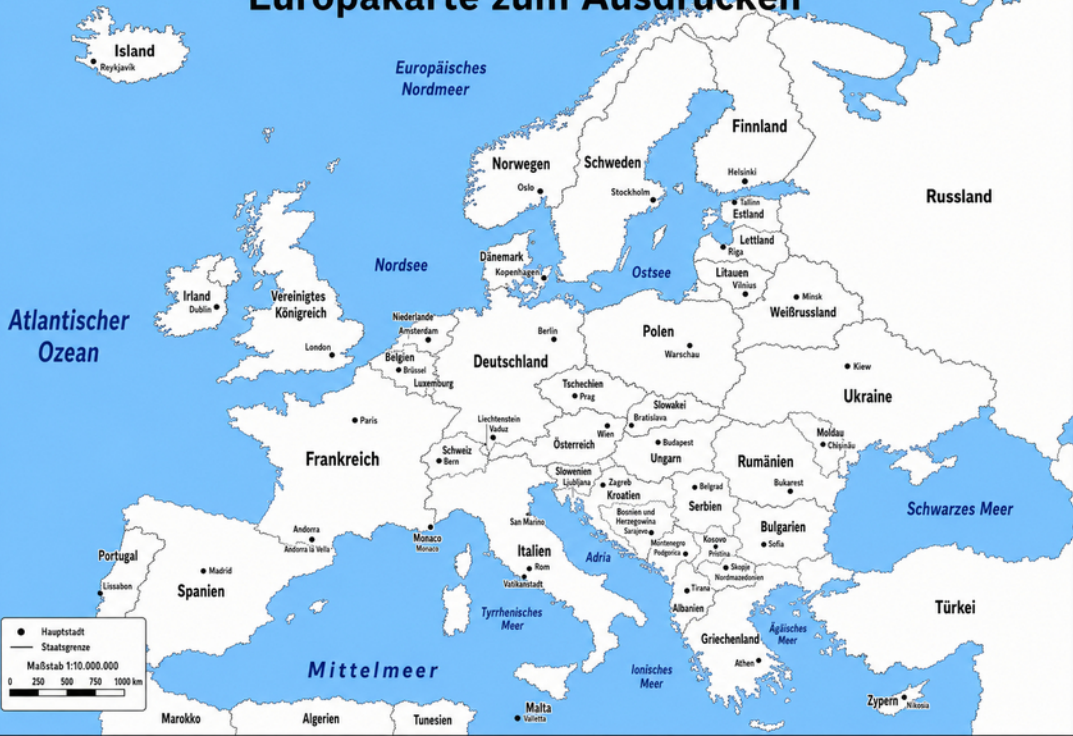 Europakarte zum Ausdrucken
Island
Reykjavík
Europäisches
Nordmeer
Finnland
Norwegen
Schweden
Helsinki
Oslo
Stockholm
Russland
Tallinn
Estland
Lettland
Riga
Dänemark
Kopenhagen
Nordsee
Ostsee
Litauen
Vilnius
Minsk
Weißrussland
Irland
Dublin
Vereinigtes
Königreich
London
Atlantischer
Ozean
Niederlande
Amsterdam
Belgien
Brüssel
Luxemburg
Berlin
Deutschland
Polen
Warschau
Kiew
Ukraine
Tschechien
Prag
Slowakei
Bratislava
Liechtenstein
Vaduz
Wien
Österreich
Budapest
Ungarn
Moldau
Chişinău
Paris
Frankreich
Schweiz
Bern
Slowenien
Ljubljana
Zagreb
Kroatien
Belgrad
Serbien
Rumänien
Bukarest
Schwarzes Meer
Bosnien und
Herzegowina
Sarajevo
San Marino
Monaco
Monaco
Andorra
Andorra la Vella
Italien
Rom
Vatikanstadt
Adria
Montenegro
Podgorica
Kosovo
Pristina
Bulgarien
Sofia
Skopje
Nordmazedonien
Tirana
Albanien
Portugal
Lissabon
Madrid
Spanien
Tyrrhenisches
Meer
Griechenland
Athen
Ägäisches
Meer
Türkei
Ionisches
Meer
Mittelmeer
Malta
Valletta
Zypern
Nikosia
Hauptstadt
Staatsgrenze
Maßstab 1:10.000.000
0 250 500 750 1000 km
Marokko
Algerien
Tunesien